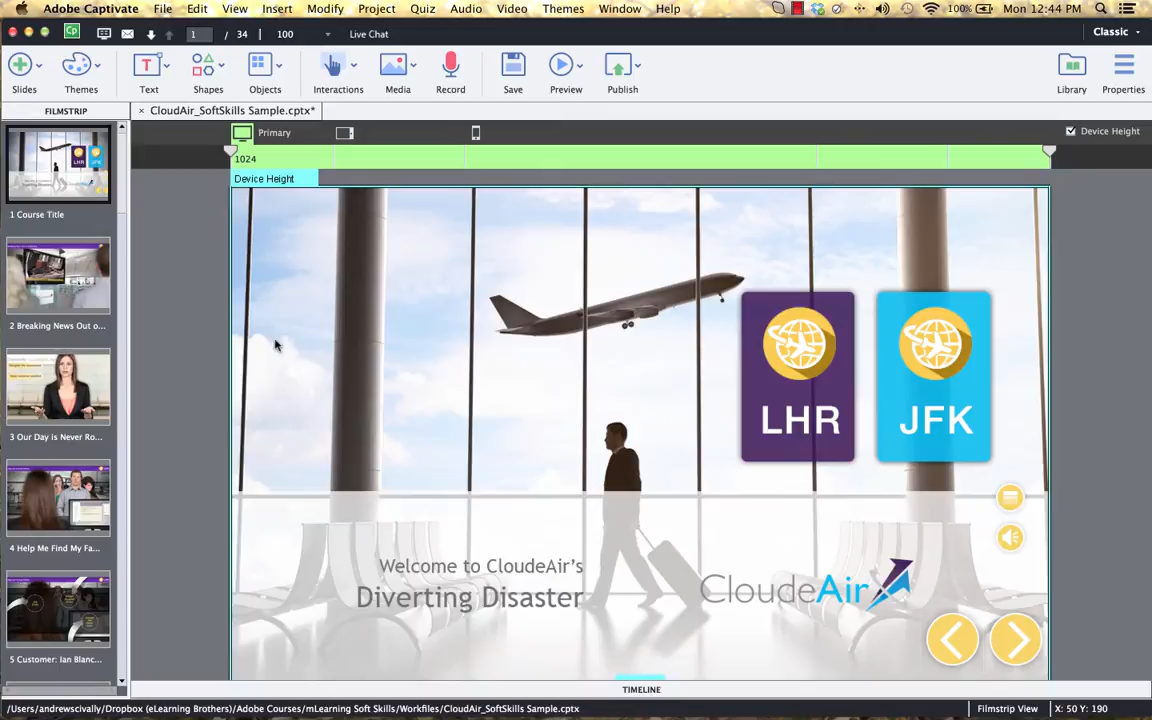 Adobe Captivate File Edit View Insert Modify Project Quiz Audio Video Themes Window Help 100% Mon 12:44 PM
Cp 1 / 34 100 Live Chat Classic
Slides Themes Text Shapes Objects Interactions Media Record Save Preview Publish Library Properties
FILMSTRIP × CloudAir_SoftSkills Sample.cptx*
Primary Device Height
1024
Device Height
1 Course Title
2 Breaking News Out o...
3 Our Day is Never Ro...
4 Help Me Find My Fa...
5 Customer: Ian Blanc...
LHR JFK
Welcome to CloudeAir's
Diverting Disaster
CloudeAir
TIMELINE
/Users/andrewscivally/Dropbox (eLearning Brothers)/Adobe Courses/mLearning Soft Skills/Workfiles/CloudAir_SoftSkills Sample.cptx Filmstrip View X: 50 Y: 190